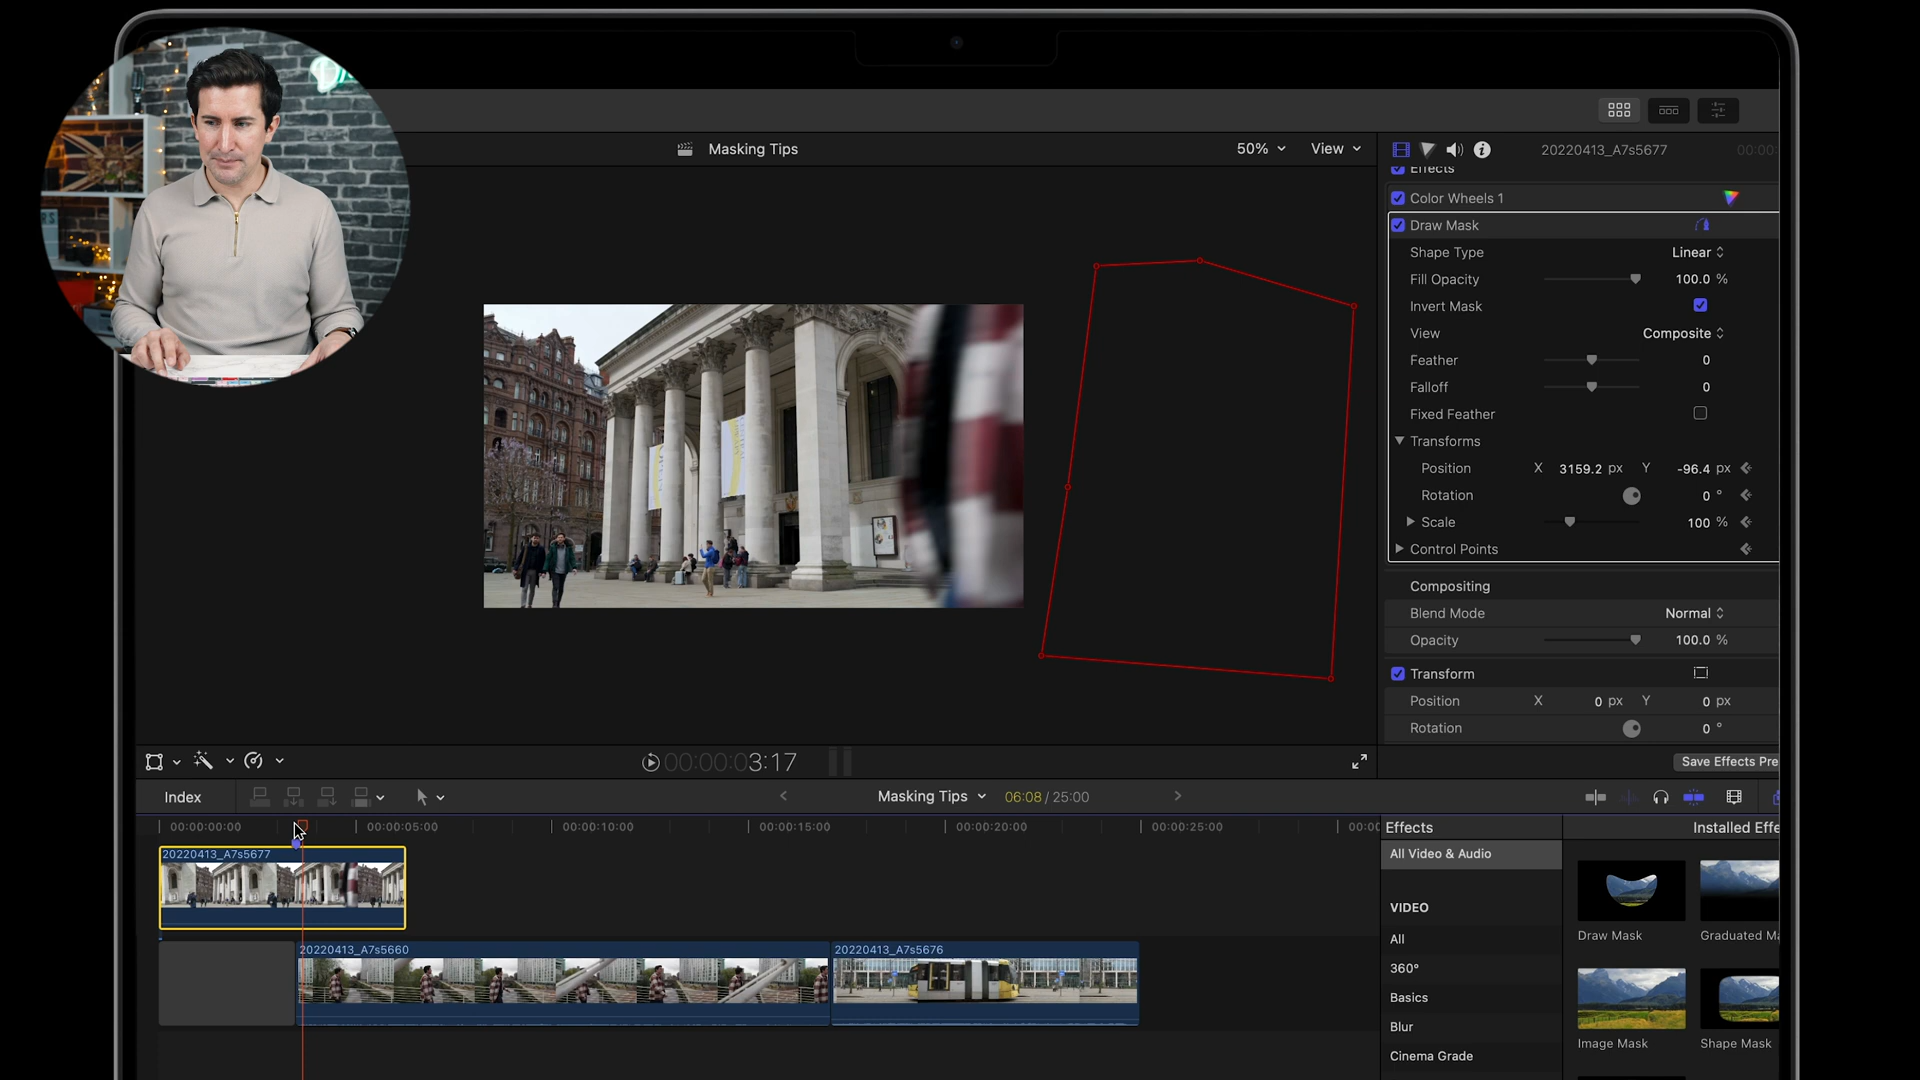 Masking Tips
50%
View
20220413_A7s5677
00:00:
Effects
Color Wheels 1
Draw Mask
Shape Type
Linear
Fill Opacity
100.0 %
Invert Mask
View
Composite
Feather
0
Falloff
0
Fixed Feather
Transforms
Position X 3159.2 px Y -96.4 px
Rotation
0 °
Scale
100 %
Control Points
Compositing
Blend Mode
Normal
Opacity
100.0 %
Transform
Position X 0 px Y 0 px
Rotation
0 °
00:00:03:17
Save Effects Pre
Index
Masking Tips
06:08 / 25:00
00:00:00:00
00:00:05:00
00:00:10:00
00:00:15:00
00:00:20:00
00:00:25:00
00:00
20220413_A7s5677
20220413_A7s5660
20220413_A7s5676
Effects
Installed Effe
All Video & Audio
VIDEO
All
360°
Basics
Blur
Cinema Grade
Draw Mask
Graduated Ma
Image Mask
Shape Mask